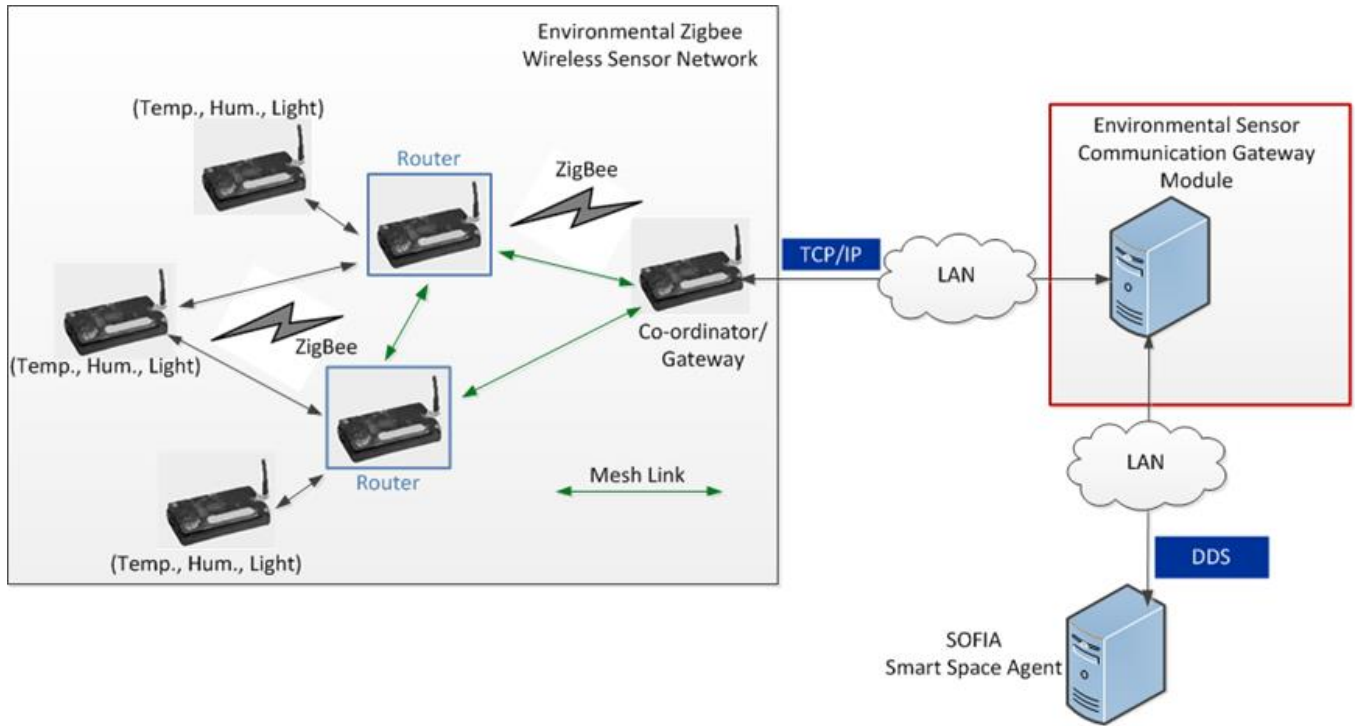 Environmental Zigbee
Wireless Sensor Network
(Temp., Hum., Light)
Router
ZigBee
Environmental Sensor
Communication Gateway
Module
TCP/IP
LAN
ZigBee
Co-ordinator/
Gateway
(Temp., Hum., Light)
Router
Mesh Link
(Temp., Hum., Light)
LAN
DDS
SOFIA
Smart Space Agent